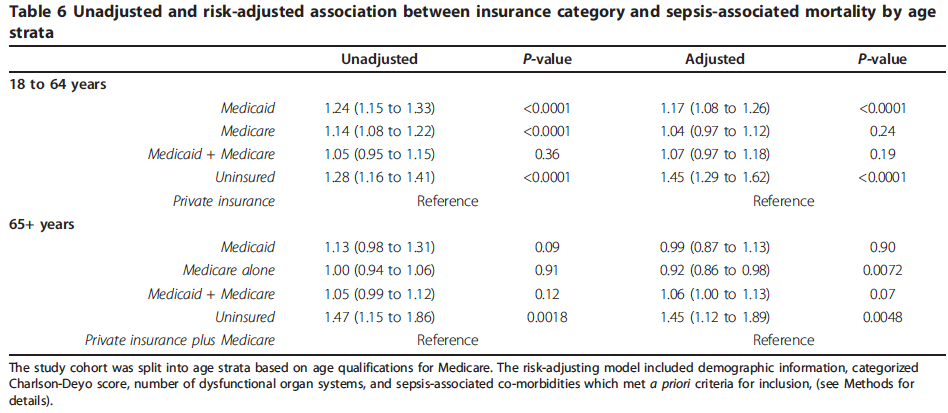 Table 6 Unadjusted and risk-adjusted association between insurance category and sepsis-associated mortality by age
strata
Unadjusted P-value Adjusted P-value
18 to 64 years
Medicaid 1.24 (1.15 to 1.33) <0.0001 1.17 (1.08 to 1.26) <0.0001
Medicare 1.14 (1.08 to 1.22) <0.0001 1.04 (0.97 to 1.12) 0.24
Medicaid + Medicare 1.05 (0.95 to 1.15) 0.36 1.07 (0.97 to 1.18) 0.19
Uninsured 1.28 (1.16 to 1.41) <0.0001 1.45 (1.29 to 1.62) <0.0001
Private insurance Reference Reference
65+ years
Medicaid 1.13 (0.98 to 1.31) 0.09 0.99 (0.87 to 1.13) 0.90
Medicare alone 1.00 (0.94 to 1.06) 0.91 0.92 (0.86 to 0.98) 0.0072
Medicaid + Medicare 1.05 (0.99 to 1.12) 0.12 1.06 (1.00 to 1.13) 0.07
Uninsured 1.47 (1.15 to 1.86) 0.0018 1.45 (1.12 to 1.89) 0.0048
Private insurance plus Medicare Reference Reference
The study cohort was split into age strata based on age qualifications for Medicare. The risk-adjusting model included demographic information, categorized
Charlson-Deyo score, number of dysfunctional organ systems, and sepsis-associated co-morbidities which met a priori criteria for inclusion, (see Methods for
details).